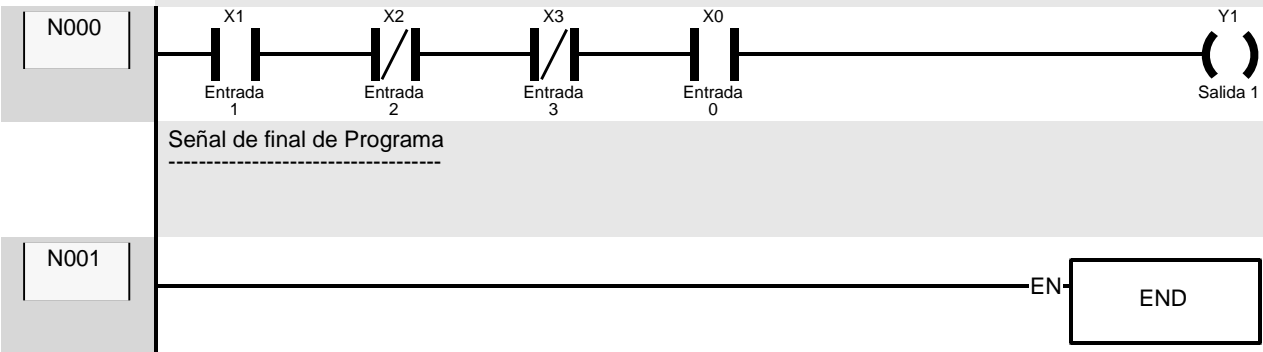 N000
X1 X2 X3 X0 Y1
Entrada 1 Entrada 2 Entrada 3 Entrada 0 Salida 1
Señal de final de Programa
------------------------------------
N001
EN END